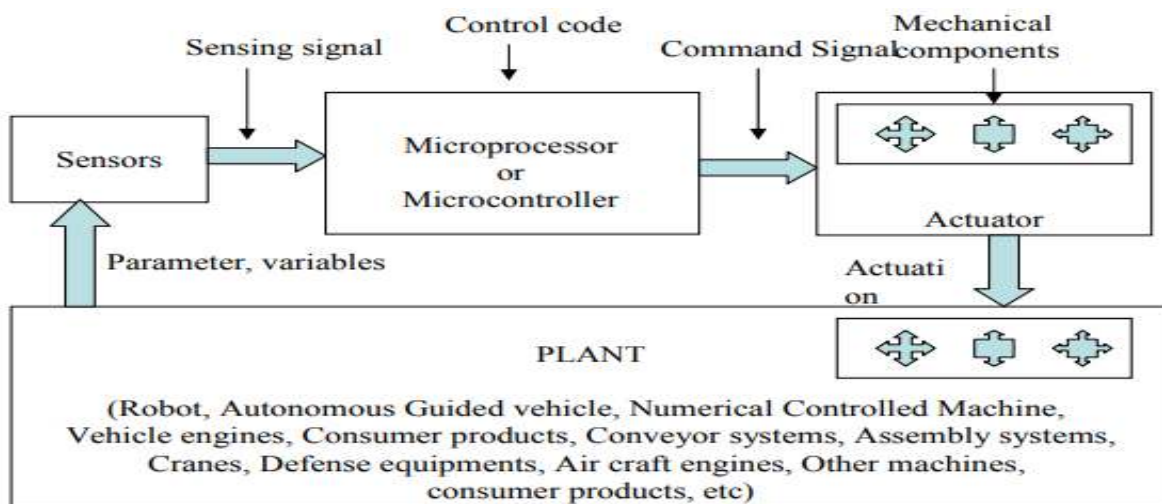 Sensing signal
Control code
Command Signal
Mechanical
components
Sensors
Microprocessor
or
Microcontroller
Actuator
Parameter, variables
Actuati
on
PLANT
(Robot, Autonomous Guided vehicle, Numerical Controlled Machine,
Vehicle engines, Consumer products, Conveyor systems, Assembly systems,
Cranes, Defense equipments, Air craft engines, Other machines,
consumer products, etc)